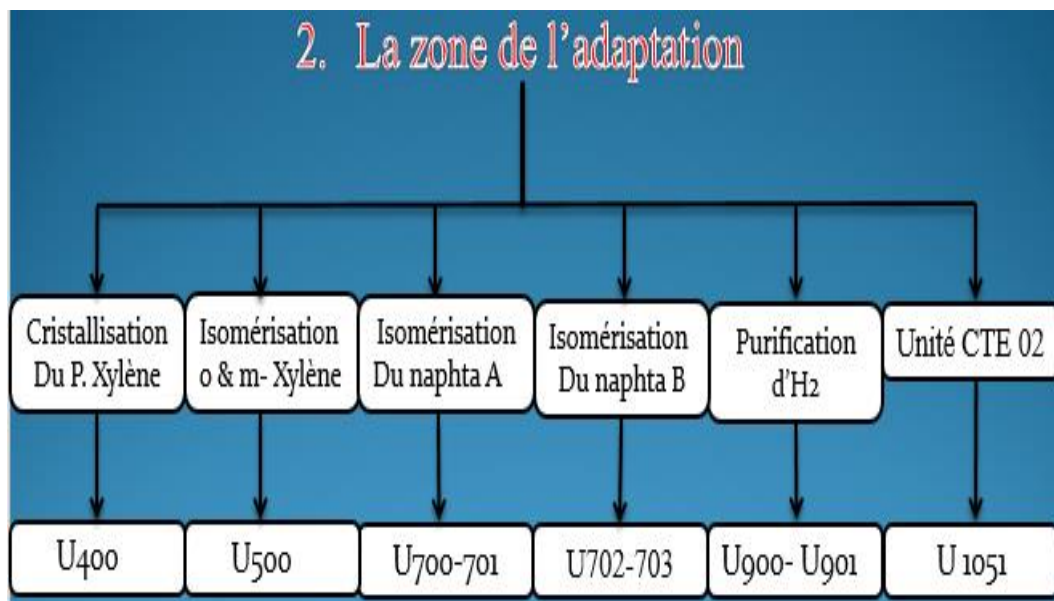 2. La zone de l'adaptation
Cristallisation
Du P. Xylène
Isomérisation
o & m- Xylène
Isomérisation
Du naphta A
Isomérisation
Du naphta B
Purification
d'H2
Unité CTE 02
U400
U500
U700-701
U702-703
U900- U901
U 1051